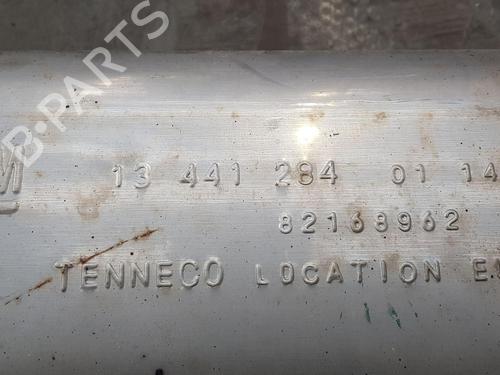 B-PARTS
M 13 441 284 01 14
82168962
TENNECO LOCATION